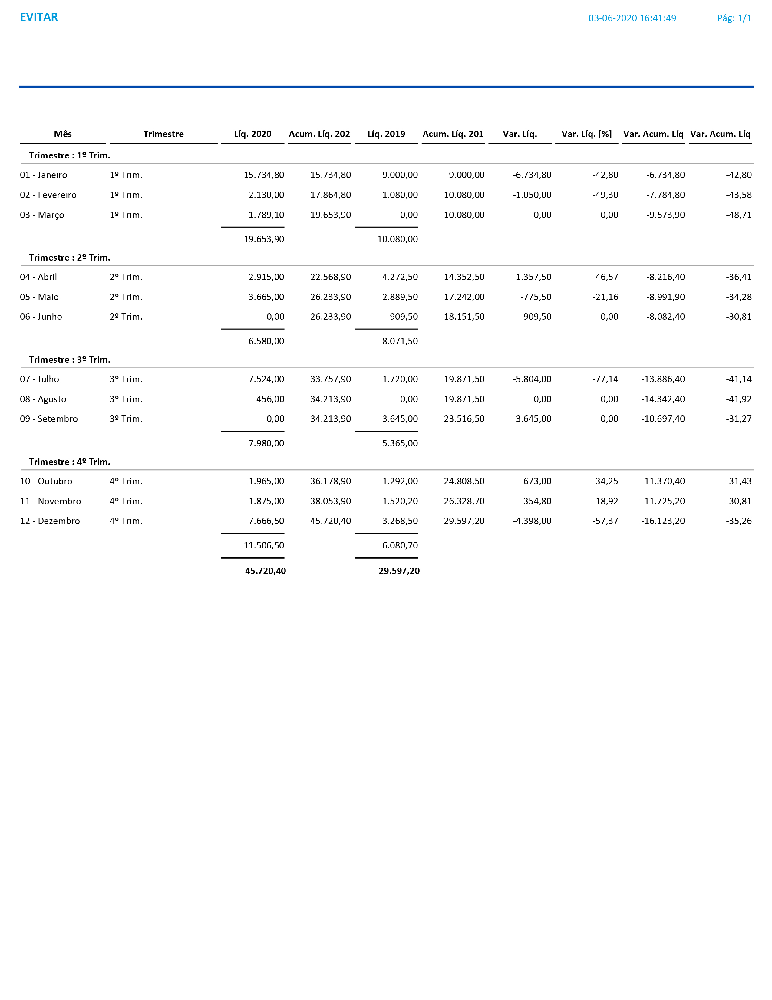 EVITAR 03-06-2020 16:41:49 Pág: 1/1
Mês Trimestre Líq. 2020 Acum. Líq. 202 Líq. 2019 Acum. Líq. 201 Var. Líq. Var. Líq. [%] Var. Acum. Líq Var. Acum. Líq
Trimestre : 1º Trim.
01 - Janeiro 1º Trim. 15.734,80 15.734,80 9.000,00 9.000,00 -6.734,80 -42,80 -6.734,80 -42,80
02 - Fevereiro 1º Trim. 2.130,00 17.864,80 1.080,00 10.080,00 -1.050,00 -49,30 -7.784,80 -43,58
03 - Março 1º Trim. 1.789,10 19.653,90 0,00 10.080,00 0,00 0,00 -9.573,90 -48,71
19.653,90 10.080,00
Trimestre : 2º Trim.
04 - Abril 2º Trim. 2.915,00 22.568,90 4.272,50 14.352,50 1.357,50 46,57 -8.216,40 -36,41
05 - Maio 2º Trim. 3.665,00 26.233,90 2.889,50 17.242,00 -775,50 -21,16 -8.991,90 -34,28
06 - Junho 2º Trim. 0,00 26.233,90 909,50 18.151,50 909,50 0,00 -8.082,40 -30,81
6.580,00 8.071,50
Trimestre : 3º Trim.
07 - Julho 3º Trim. 7.524,00 33.757,90 1.720,00 19.871,50 -5.804,00 -77,14 -13.886,40 -41,14
08 - Agosto 3º Trim. 456,00 34.213,90 0,00 19.871,50 0,00 0,00 -14.342,40 -41,92
09 - Setembro 3º Trim. 0,00 34.213,90 3.645,00 23.516,50 3.645,00 0,00 -10.697,40 -31,27
7.980,00 5.365,00
Trimestre : 4º Trim.
10 - Outubro 4º Trim. 1.965,00 36.178,90 1.292,00 24.808,50 -673,00 -34,25 -11.370,40 -31,43
11 - Novembro 4º Trim. 1.875,00 38.053,90 1.520,20 26.328,70 -354,80 -18,92 -11.725,20 -30,81
12 - Dezembro 4º Trim. 7.666,50 45.720,40 3.268,50 29.597,20 -4.398,00 -57,37 -16.123,20 -35,26
11.506,50 6.080,70
45.720,40 29.597,20